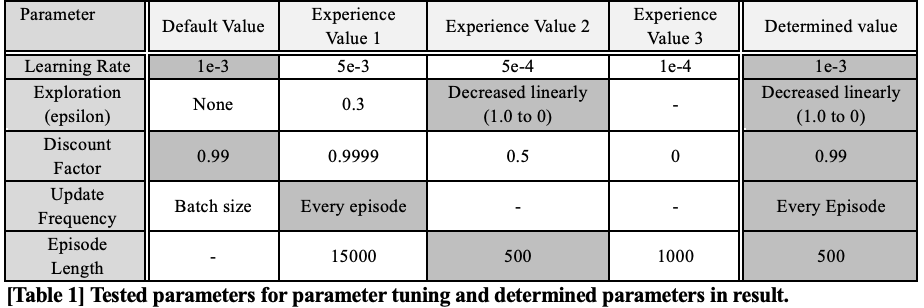 Parameter Default Value Experience Value 1 Experience Value 2 Experience Value 3 Determined value
Learning Rate 1e-3 5e-3 5e-4 1e-4 1e-3
Exploration (epsilon) None 0.3 Decreased linearly (1.0 to 0) - Decreased linearly (1.0 to 0)
Discount Factor 0.99 0.9999 0.5 0 0.99
Update Frequency Batch size Every episode - - Every Episode
Episode Length - 15000 500 1000 500
[Table 1] Tested parameters for parameter tuning and determined parameters in result.